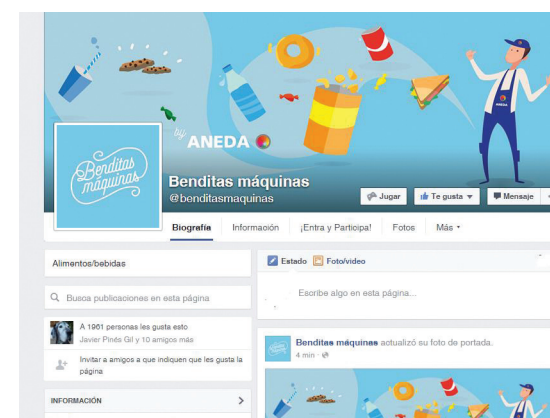 by ANEDA
Benditas máquinas
Benditas máquinas
@benditasmaquinas
Jugar
Te gusta
Mensaje
Biografía
Información
¡Entra y Participa!
Fotos
Más
Alimentos/bebidas
Estado
Foto/vídeo
Busca publicaciones en esta página
Escribe algo en esta página...
A 1961 personas les gusta esto
Javier Pinés Gil y 10 amigos más
Invitar a amigos a que indiquen que les gusta la
página
Benditas máquinas actualizó su foto de portada.
4 min ·
INFORMACIÓN